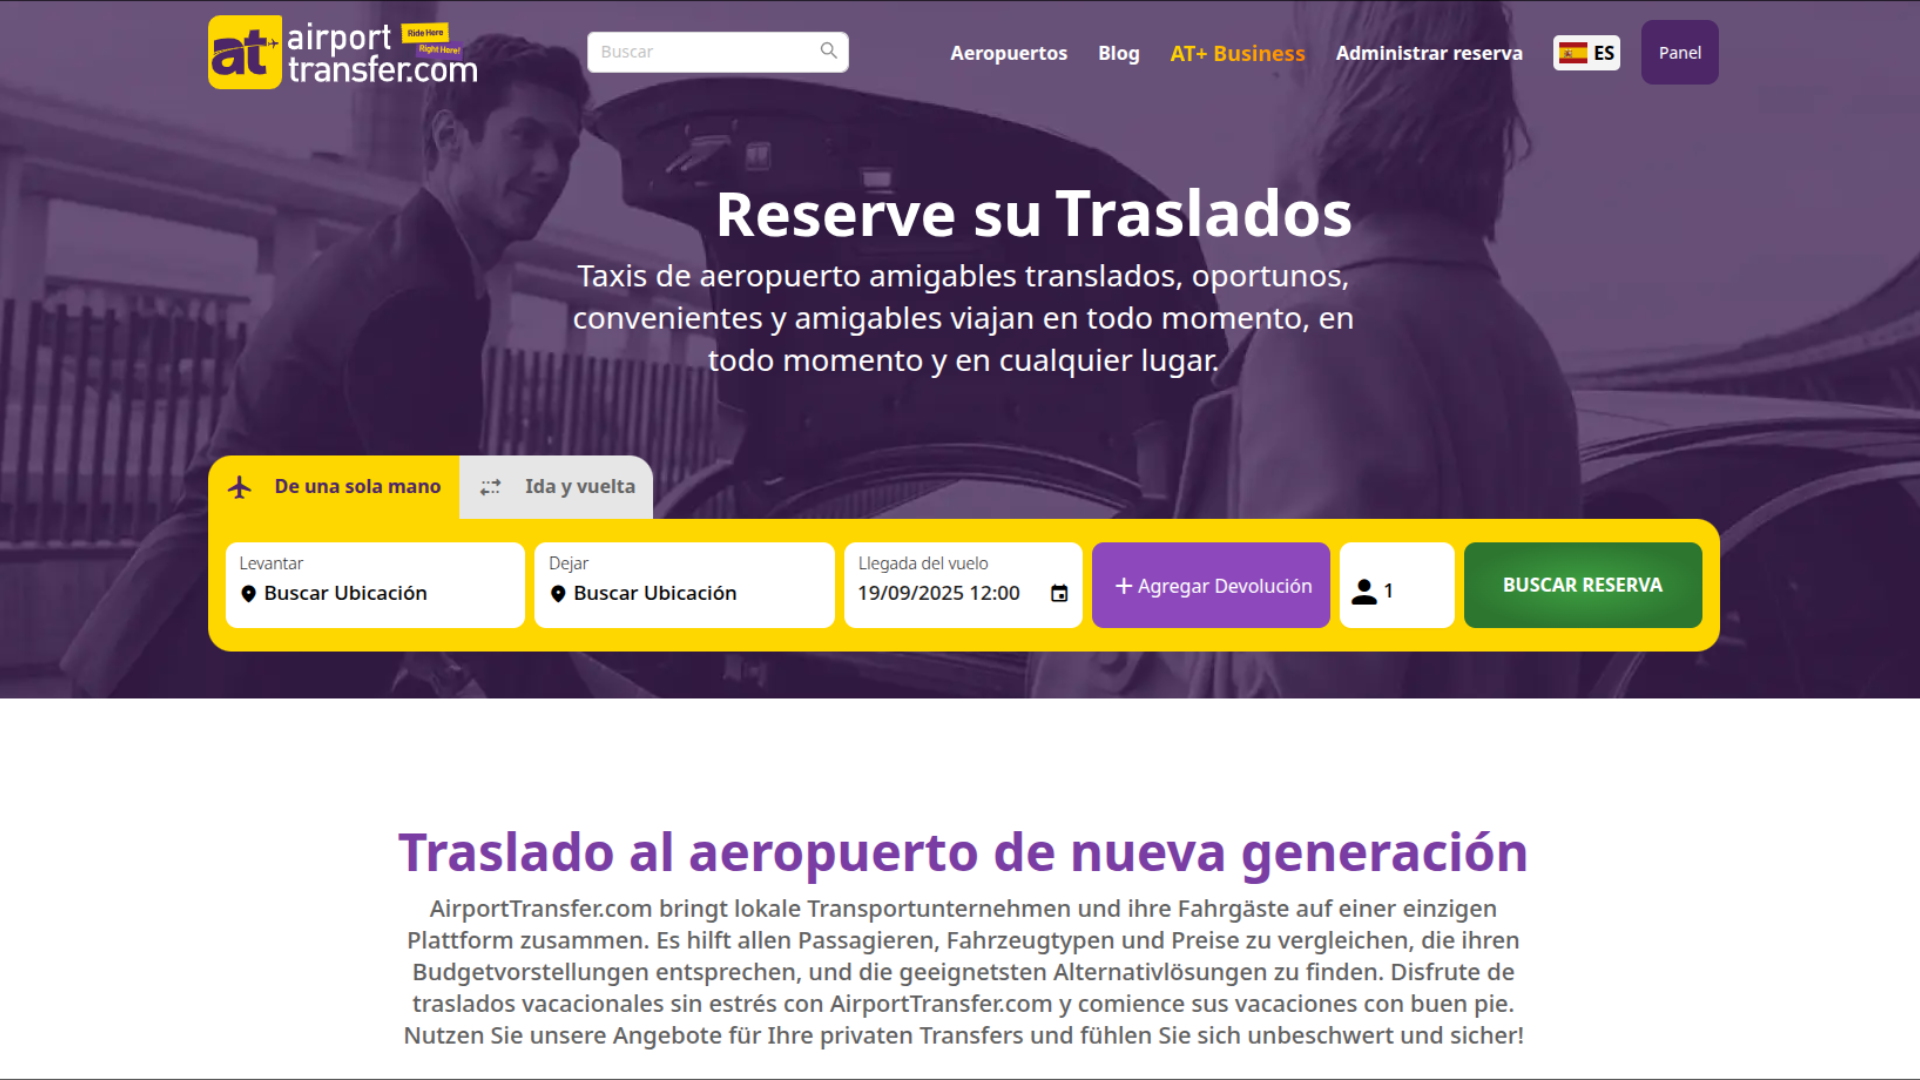 at airport transfer.com
Ride Here
Right Here!
Buscar
Aeropuertos
Blog
AT+ Business
Administrar reserva
ES
Panel
Reserve su Traslados
Taxis de aeropuerto amigables translados, oportunos,
convenientes y amigables viajan en todo momento, en
todo momento y en cualquier lugar.
De una sola mano
Ida y vuelta
Levantar
Buscar Ubicación
Dejar
Buscar Ubicación
Llegada del vuelo
19/09/2025 12:00
+ Agregar Devolución
1
BUSCAR RESERVA
Traslado al aeropuerto de nueva generación
AirportTransfer.com bringt lokale Transportunternehmen und ihre Fahrgäste auf einer einzigen
Plattform zusammen. Es hilft allen Passagieren, Fahrzeugtypen und Preise zu vergleichen, die ihren
Budgetvorstellungen entsprechen, und die geeignetsten Alternativlösungen zu finden. Disfrute de
traslados vacacionales sin estrés con AirportTransfer.com y comience sus vacaciones con buen pie.
Nutzen Sie unsere Angebote für Ihre privaten Transfers und fühlen Sie sich unbeschwert und sicher!